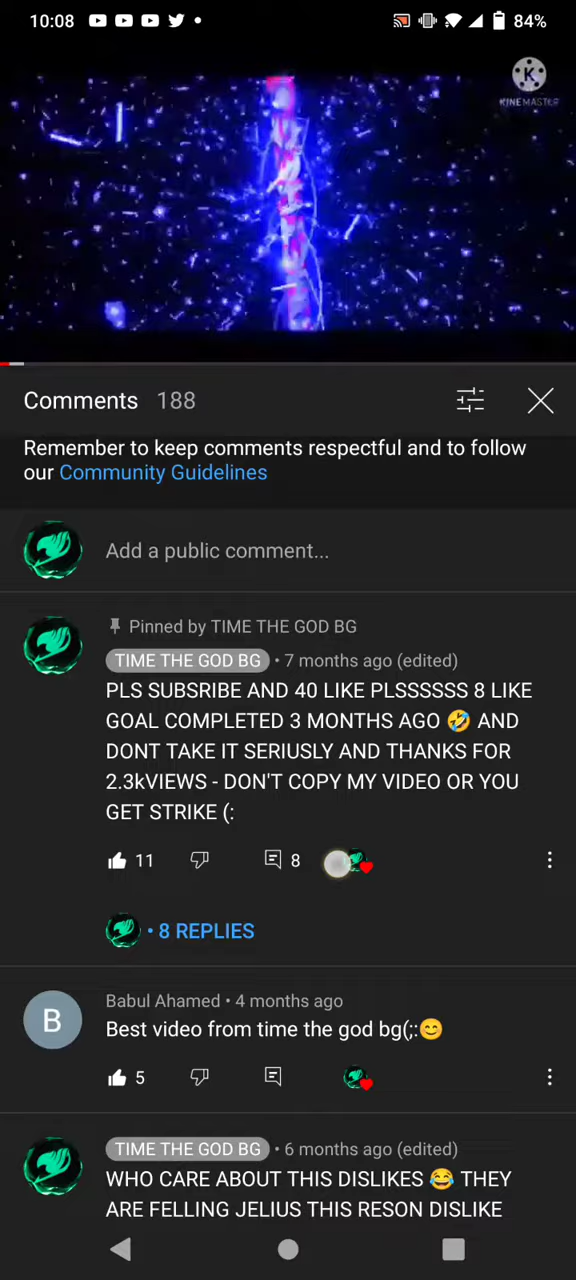 10:08
84%
K
KINEMASTER
Comments 188
Remember to keep comments respectful and to follow
our Community Guidelines
Add a public comment...
Pinned by TIME THE GOD BG
TIME THE GOD BG • 7 months ago (edited)
PLS SUBSRIBE AND 40 LIKE PLSSSSSS 8 LIKE
GOAL COMPLETED 3 MONTHS AGO 🤣 AND
DONT TAKE IT SERIUSLY AND THANKS FOR
2.3kVIEWS - DON'T COPY MY VIDEO OR YOU
GET STRIKE (:
11 8
• 8 REPLIES
B
Babul Ahamed • 4 months ago
Best video from time the god bg(;:😊
5
TIME THE GOD BG • 6 months ago (edited)
WHO CARE ABOUT THIS DISLIKES 😂 THEY
ARE FELLING JELIUS THIS RESON DISLIKE